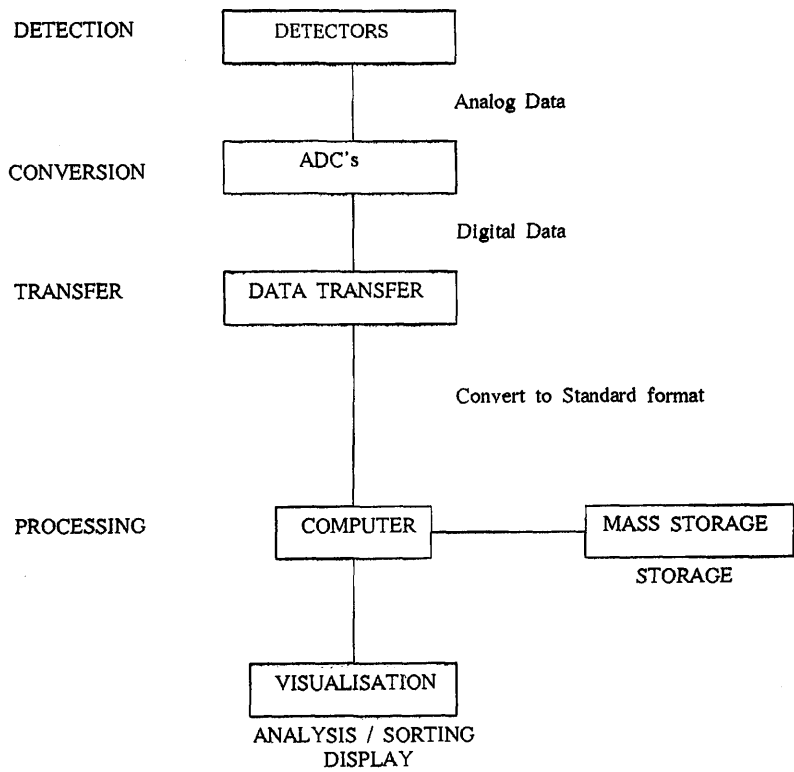 DETECTION
DETECTORS
Analog Data
CONVERSION
ADC's
Digital Data
TRANSFER
DATA TRANSFER
Convert to Standard format
PROCESSING
COMPUTER
MASS STORAGE
STORAGE
VISUALISATION
ANALYSIS / SORTING
DISPLAY